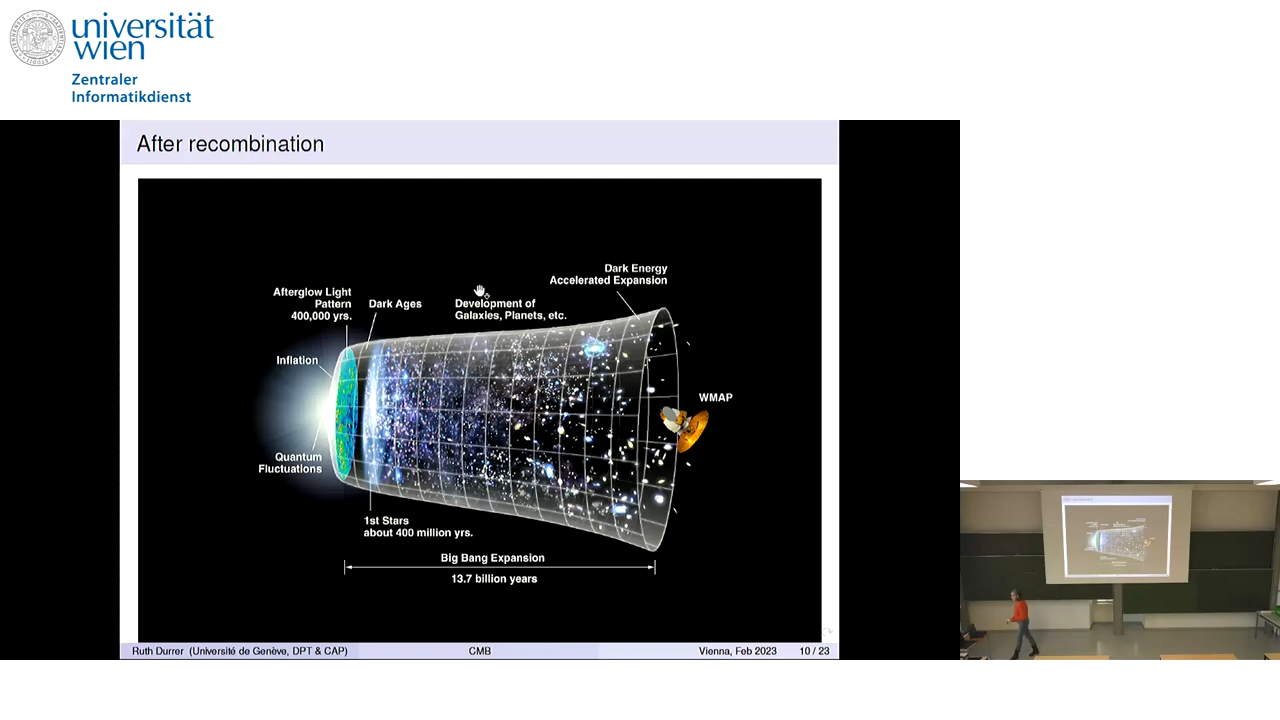 universität
wien
Zentraler
Informatikdienst
After recombination
Dark Energy
Accelerated Expansion
Afterglow Light
Pattern
400,000 yrs.
Dark Ages
Development of
Galaxies, Planets, etc.
Inflation
WMAP
Quantum
Fluctuations
1st Stars
about 400 million yrs.
Big Bang Expansion
13.7 billion years
Ruth Durrer (Université de Genève, DPT & CAP)
CMB
Vienna, Feb 2023
10 / 23